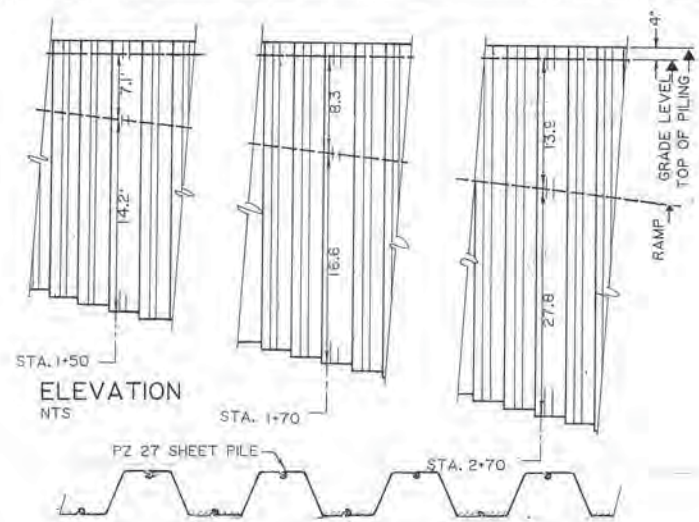 4"
7.1'
8.3
13.9
GRADE LEVEL
TOP OF PILING
14.2'
16.6
27.8
RAMP
STA. 1+50
ELEVATION
NTS
STA. 1+70
PZ 27 SHEET PILE
STA. 2+70